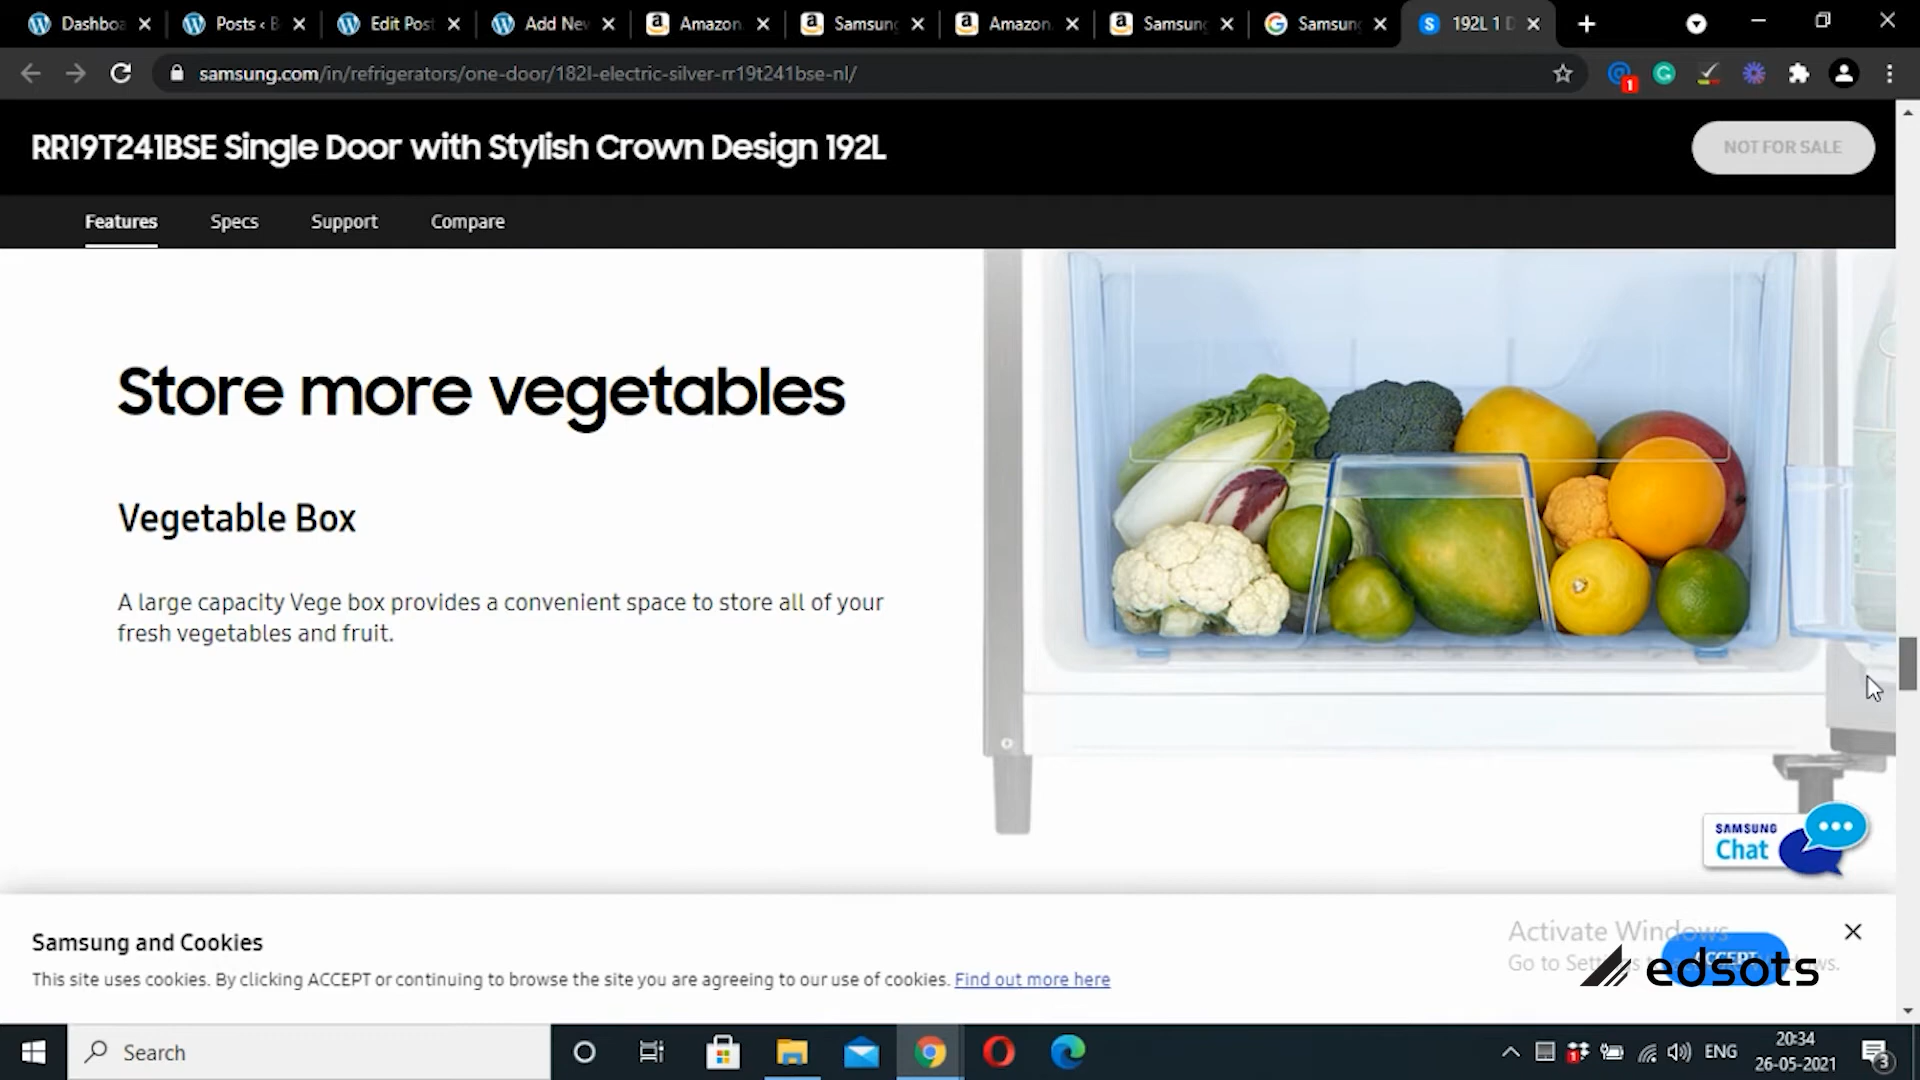 Dashboa
Posts ‹ B
Edit Post
Add Nev
Amazon.
Samsung
Amazon.
Samsung
Samsung
192L 1 D
samsung.com/in/refrigerators/one-door/182l-electric-silver-rr19t241bse-nl/
1
RR19T241BSE Single Door with Stylish Crown Design 192L
NOT FOR SALE
Features
Specs
Support
Compare
Store more vegetables
Vegetable Box
A large capacity Vege box provides a convenient space to store all of your
fresh vegetables and fruit.
SAMSUNG
Chat
Samsung and Cookies
This site uses cookies. By clicking ACCEPT or continuing to browse the site you are agreeing to our use of cookies. Find out more here
Activate Windows
Go to
edsots
Search
ENG
20:34
26-05-2021
3